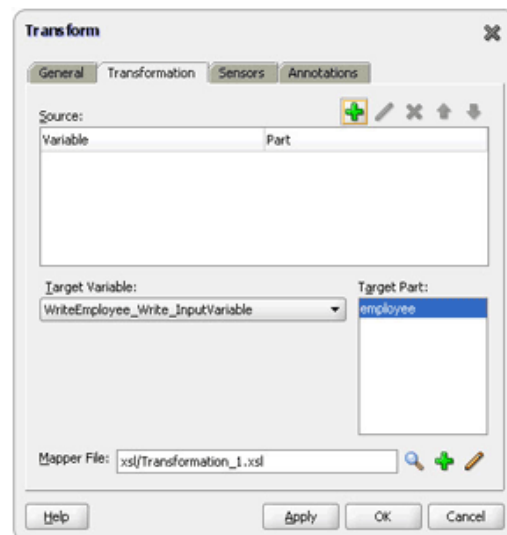 Transform
General Transformation Sensors Annotations
Source:
Variable Part
Target Variable: Target Part:
WriteEmployee_Write_InputVariable employee
Mapper File: xsl/Transformation_1.xsl
Help Apply OK Cancel